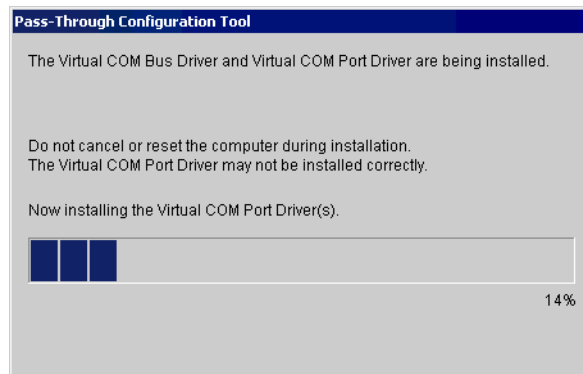 Pass-Through Configuration Tool
The Virtual COM Bus Driver and Virtual COM Port Driver are being installed.
Do not cancel or reset the computer during installation.
The Virtual COM Port Driver may not be installed correctly.
Now installing the Virtual COM Port Driver(s).
14%